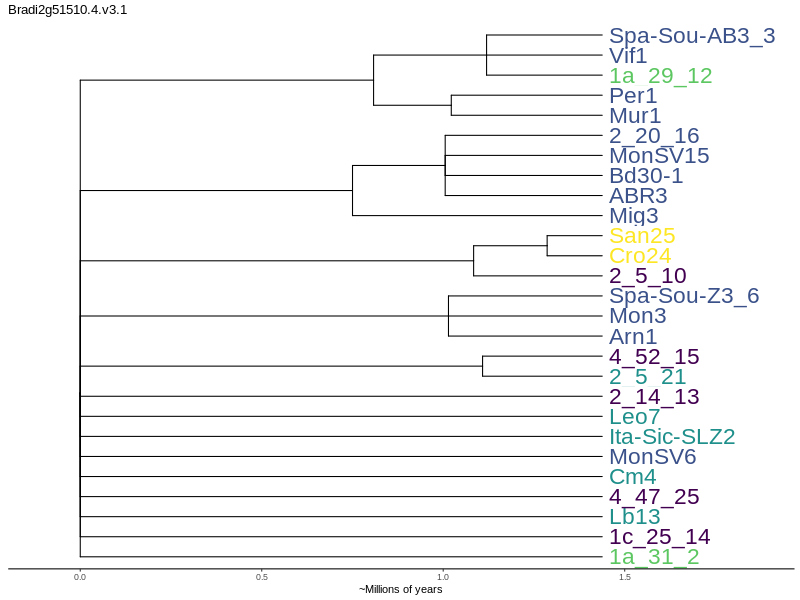 Bradi2g51510.4.v3.1
Spa-Sou-AB3_3
Vif1
1a_29_12
Per1
Mur1
2_20_16
MonSV15
Bd30-1
ABR3
Mig3
San25
Cro24
2_5_10
Spa-Sou-Z3_6
Mon3
Arn1
4_52_15
2_5_21
2_14_13
Leo7
Ita-Sic-SLZ2
MonSV6
Cm4
4_47_25
Lb13
1c_25_14
1a_31_2
0.0 0.5 1.0 1.5
~Millions of years